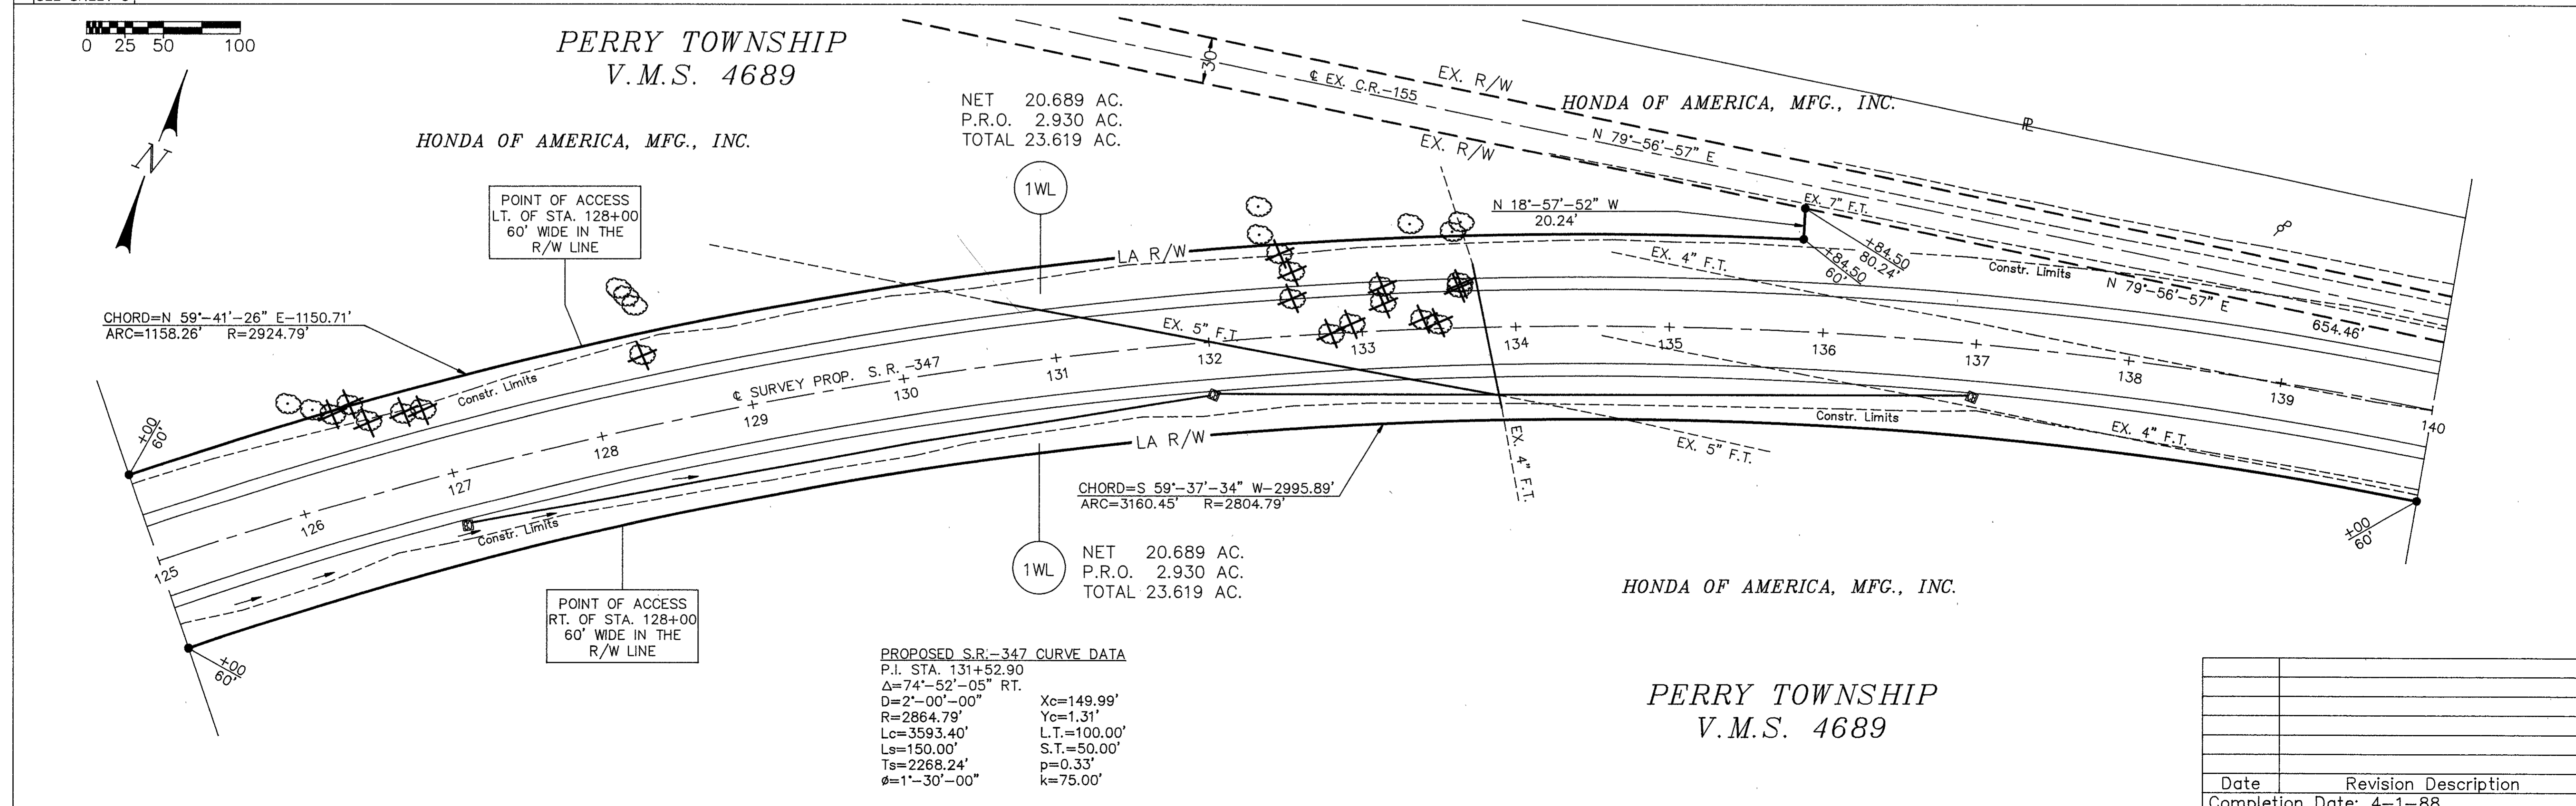 0 25 50 100
PERRY TOWNSHIP
V.M.S. 4689
HONDA OF AMERICA, MFG., INC.
N
NET 20.689 AC.
P.R.O. 2.930 AC.
TOTAL 23.619 AC.
1WL
30
EX. R/W
℄ EX. C.R.-155
EX. R/W
HONDA OF AMERICA, MFG., INC.
N 79°-56'-57" E
℄
POINT OF ACCESS
LT. OF STA. 128+00
60' WIDE IN THE
R/W LINE
N 18°-57'-52" W
20.24'
EX. 7" F.T.
+84.50
80.24'
+84.50
60'
LA R/W
EX. 4" F.T.
Constr. Limits
N 79°-56'-57" E
654.46'
CHORD=N 59°-41'-26" E-1150.71'
ARC=1158.26' R=2924.79'
Constr. Limits
EX. 5" F.T.
℄ SURVEY PROP. S.R.-347
+00
60'
125
126
127
128
129
130
131
132
133
134
135
136
137
138
139
140
Constr. Limits
LA R/W
Constr. Limits
EX. 4" F.T.
EX. 5" F.T.
EX. 4" F.T.
CHORD=S 59°-37'-34" W-2995.89'
ARC=3160.45' R=2804.79'
+00
60'
1WL
NET 20.689 AC.
P.R.O. 2.930 AC.
TOTAL 23.619 AC.
HONDA OF AMERICA, MFG., INC.
POINT OF ACCESS
RT. OF STA. 128+00
60' WIDE IN THE
R/W LINE
+00
60'
PROPOSED S.R.-347 CURVE DATA
P.I. STA. 131+52.90
Δ=74°-52'-05" RT.
D=2°-00'-00" Xc=149.99'
R=2864.79' Yc=1.31'
Lc=3593.40' L.T.=100.00'
Ls=150.00' S.T.=50.00'
Ts=2268.24' p=0.33'
ø=1°-30'-00" k=75.00'
PERRY TOWNSHIP
V.M.S. 4689
Date Revision Description
Completion Date: 4-1-88